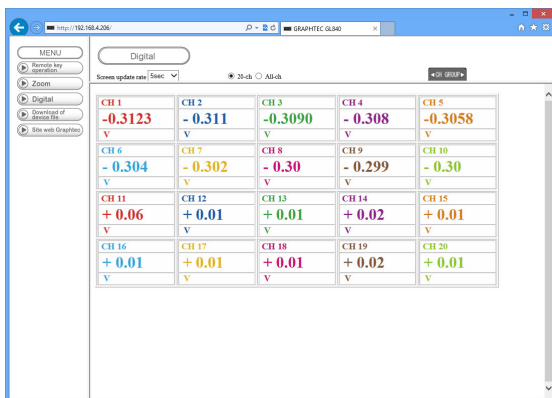 http://192.168.4.206/
GRAPHTEC GL840
MENU
Remote key operation
Zoom
Digital
Download of device file
Site web Graphtec
Digital
Screen update rate 5sec
20-ch All-ch
◄CH GROUP►
CH 1 CH 2 CH 3 CH 4 CH 5
-0.3123 - 0.311 -0.3090 - 0.308 -0.3058
V V V V V
CH 6 CH 7 CH 8 CH 9 CH 10
- 0.304 - 0.302 - 0.30 - 0.299 - 0.30
V V V V V
CH 11 CH 12 CH 13 CH 14 CH 15
+ 0.06 + 0.01 + 0.01 + 0.02 + 0.01
V V V V V
CH 16 CH 17 CH 18 CH 19 CH 20
+ 0.01 + 0.01 + 0.01 + 0.02 + 0.01
V V V V V